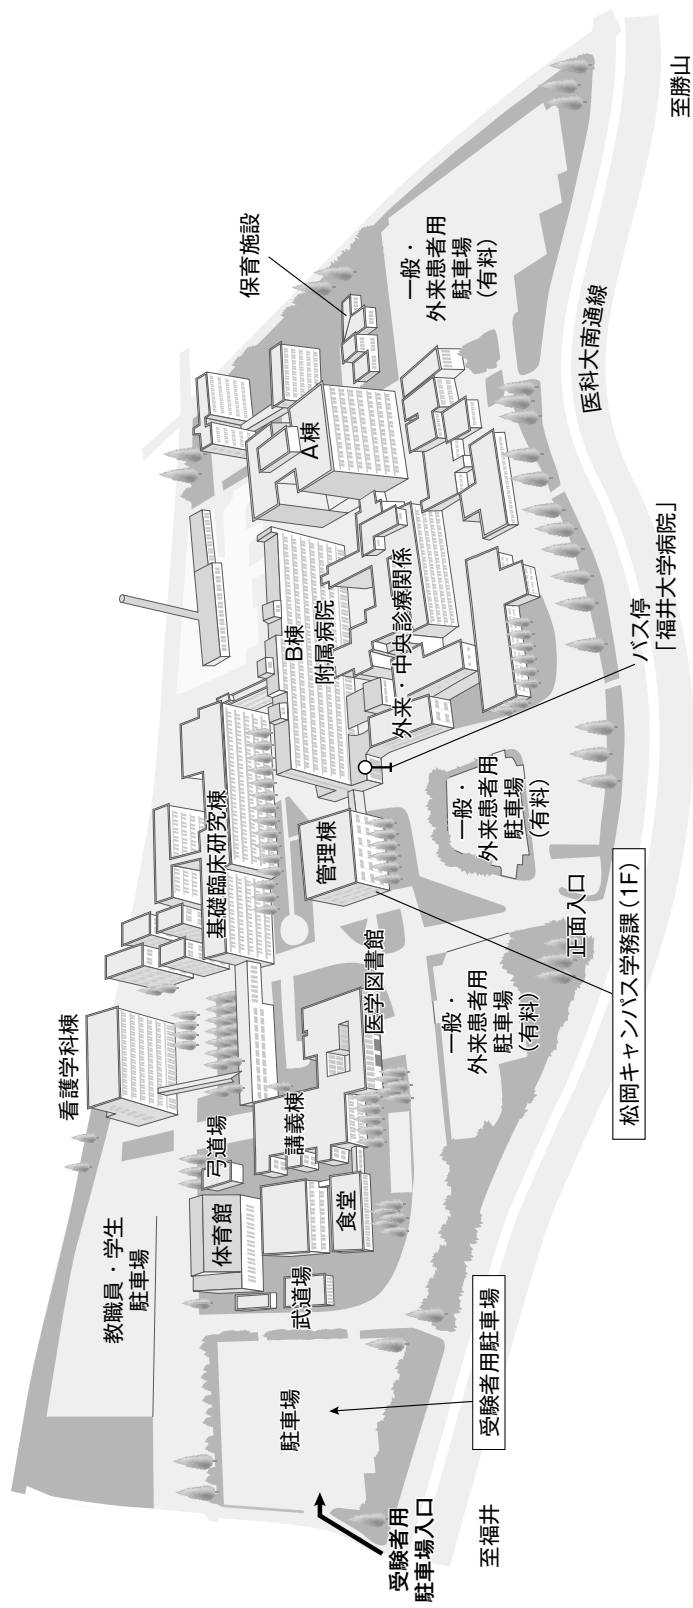 至勝山
保育施設
一般・
外来患者用
駐車場
（有料）
医科大南通線
A棟
B棟
附属病院
外来・中央診療関係
バス停
「福井大学病院」
一般・
外来患者用
駐車場
（有料）
基礎臨床研究棟
管理棟
正面入口
松岡キャンパス学務課（1F）
医学図書館
一般・
外来患者用
駐車場
（有料）
看護学科棟
弓道場
講義棟
体育館
食堂
武道場
教職員・学生
駐車場
駐車場
受験者用駐車場
受験者用
駐車場入口
至福井